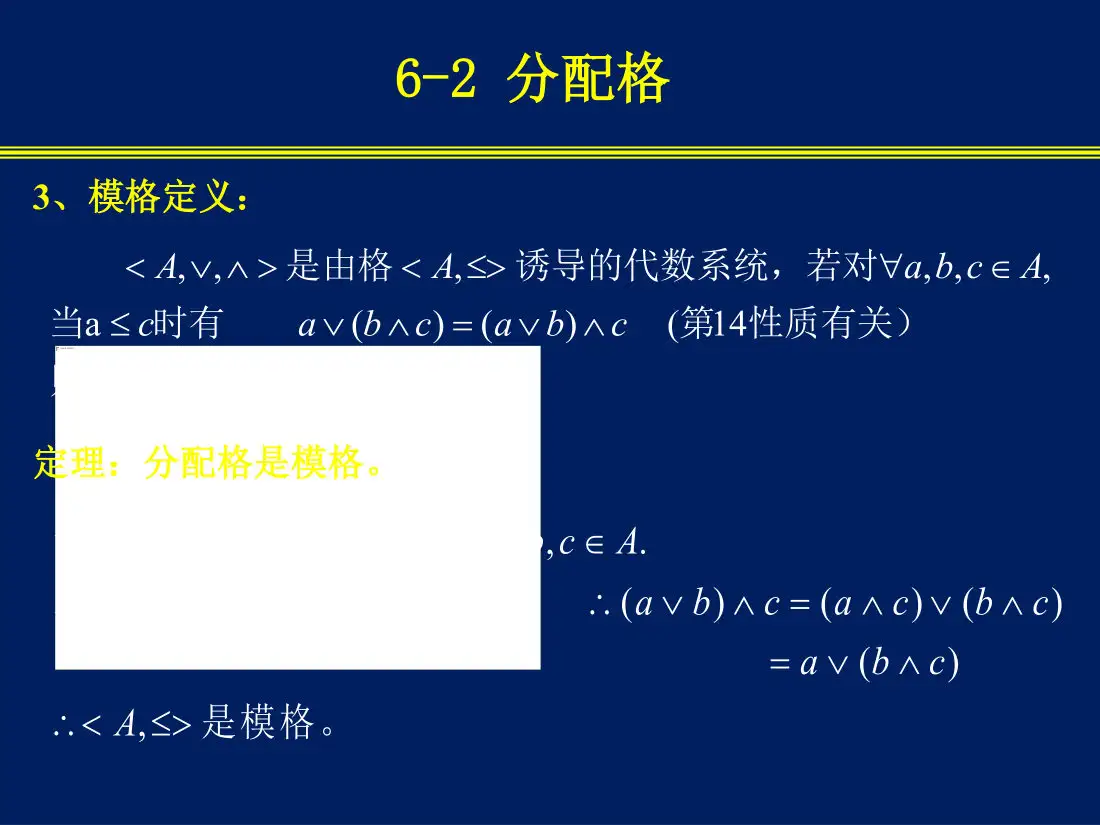 6-2 分配格
3、模格定义：
< A,∨,∧ > 是由格 < A,≤> 诱导的代数系统，若对∀a,b,c ∈ A,
当a ≤ c时有 a ∨ (b ∧ c) = (a ∨ b) ∧ c (第14性质有关）
定理：分配格是模格。
,c ∈ A.
∴ (a ∨ b) ∧ c = (a ∧ c) ∨ (b ∧ c)
= a ∨ (b ∧ c)
∴< A,≤> 是模格。